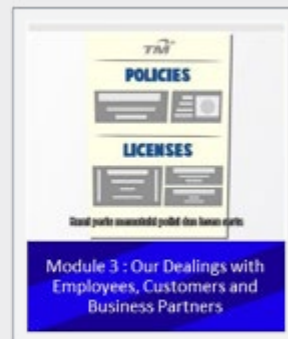 TM
POLICIES
LICENSES
Module 3 : Our Dealings with
Employees, Customers and
Business Partners